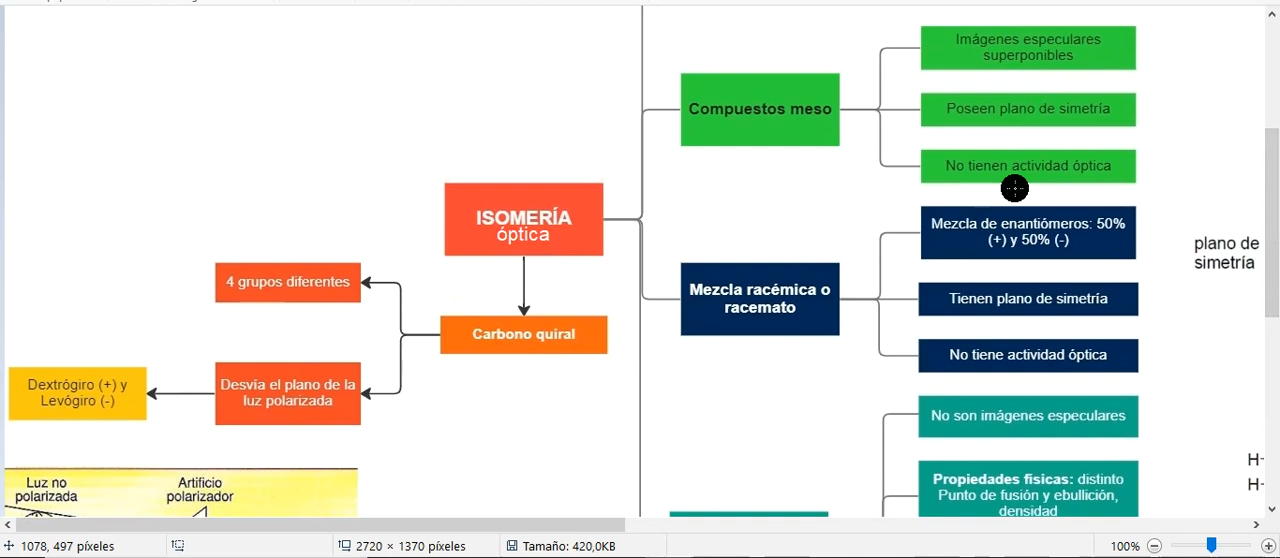 Imágenes especulares
superponibles
Compuestos meso
Poseen plano de simetría
No tienen actividad óptica
ISOMERÍA
óptica
Mezcla de enantiómeros: 50%
(+) y 50% (-)
plano de
simetría
4 grupos diferentes
Mezcla racémica o
racemato
Tienen plano de simetría
Carbono quiral
No tiene actividad óptica
Desvía el plano de la
luz polarizada
Dextrógiro (+) y
Levógiro (-)
No son imágenes especulares
Luz no
polarizada
Artificio
polarizador
Propiedades físicas: distinto
Punto de fusión y ebullición,
densidad
H-
H-
1078, 497 píxeles
2720 × 1370 píxeles
Tamaño: 420,0KB
100%